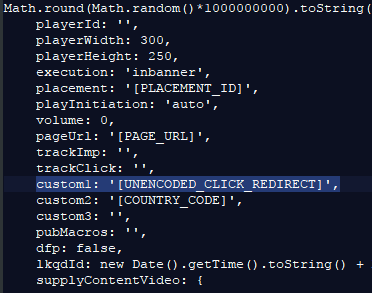 Math.round(Math.random()*1000000000).toString(
playerId: '',
playerWidth: 300,
playerHeight: 250,
execution: 'inbanner',
placement: '[PLACEMENT_ID]',
playInitiation: 'auto',
volume: 0,
pageUrl: '[PAGE_URL]',
trackImp: '',
trackClick: '',
custom1: '[UNENCODED_CLICK_REDIRECT]',
custom2: '[COUNTRY_CODE]',
custom3: '',
pubMacros: '',
dfp: false,
lkqdId: new Date().getTime().toString() +
supplyContentVideo: {